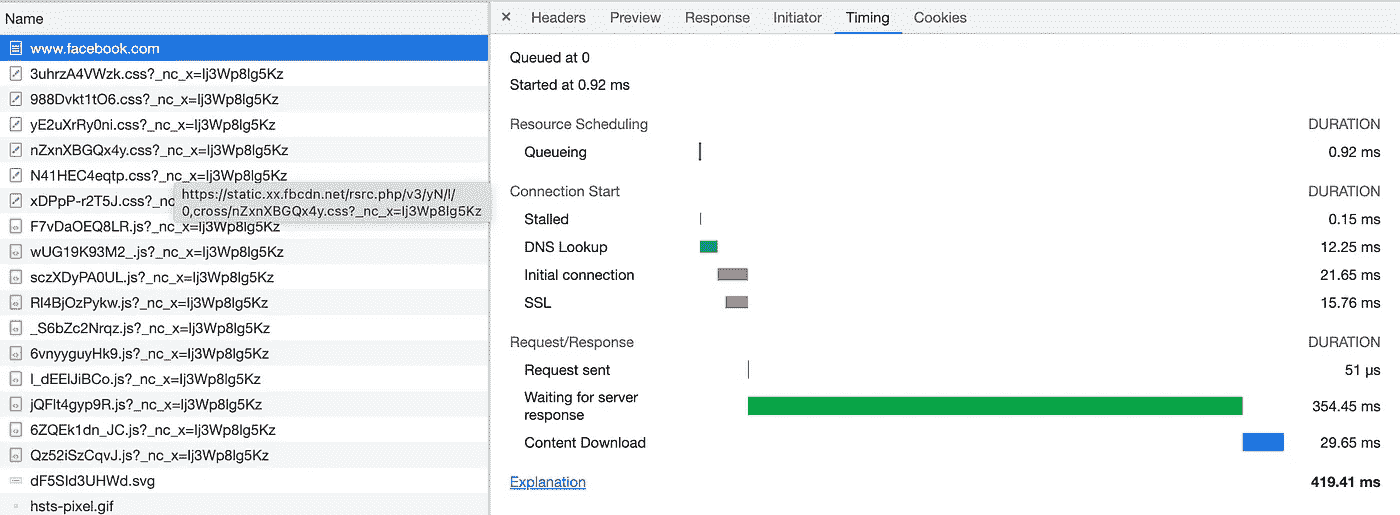 Name
www.facebook.com
3uhrzA4VWzk.css?_nc_x=Ij3Wp8lg5Kz
988Dvkt1tO6.css?_nc_x=Ij3Wp8lg5Kz
yE2uXrRy0ni.css?_nc_x=Ij3Wp8lg5Kz
nZxnXBGQx4y.css?_nc_x=Ij3Wp8lg5Kz
N41HEC4eqtp.css?_nc_x=Ij3Wp8lg5Kz
xDPpP-r2T5J.css?_nc_
https://static.xx.fbcdn.net/rsrc.php/v3/yN/l/
0,cross/nZxnXBGQx4y.css?_nc_x=Ij3Wp8lg5Kz
F7vDaOEQ8LR.js?_nc_x=Ij3Wp8lg5Kz
wUG19K93M2_.js?_nc_x=Ij3Wp8lg5Kz
sczXDyPA0UL.js?_nc_x=Ij3Wp8lg5Kz
Rl4BjOzPykw.js?_nc_x=Ij3Wp8lg5Kz
_S6bZc2Nrqz.js?_nc_x=Ij3Wp8lg5Kz
6vnyyguyHk9.js?_nc_x=Ij3Wp8lg5Kz
l_dEElJiBCo.js?_nc_x=Ij3Wp8lg5Kz
jQFlt4gyp9R.js?_nc_x=Ij3Wp8lg5Kz
6ZQEk1dn_JC.js?_nc_x=Ij3Wp8lg5Kz
Qz52iSzCqvJ.js?_nc_x=Ij3Wp8lg5Kz
dF5SId3UHWd.svg
hsts-pixel.gif
× Headers Preview Response Initiator Timing Cookies
Queued at 0
Started at 0.92 ms
Resource Scheduling DURATION
Queueing 0.92 ms
Connection Start DURATION
Stalled 0.15 ms
DNS Lookup 12.25 ms
Initial connection 21.65 ms
SSL 15.76 ms
Request/Response DURATION
Request sent 51 μs
Waiting for server
response 354.45 ms
Content Download 29.65 ms
Explanation 419.41 ms